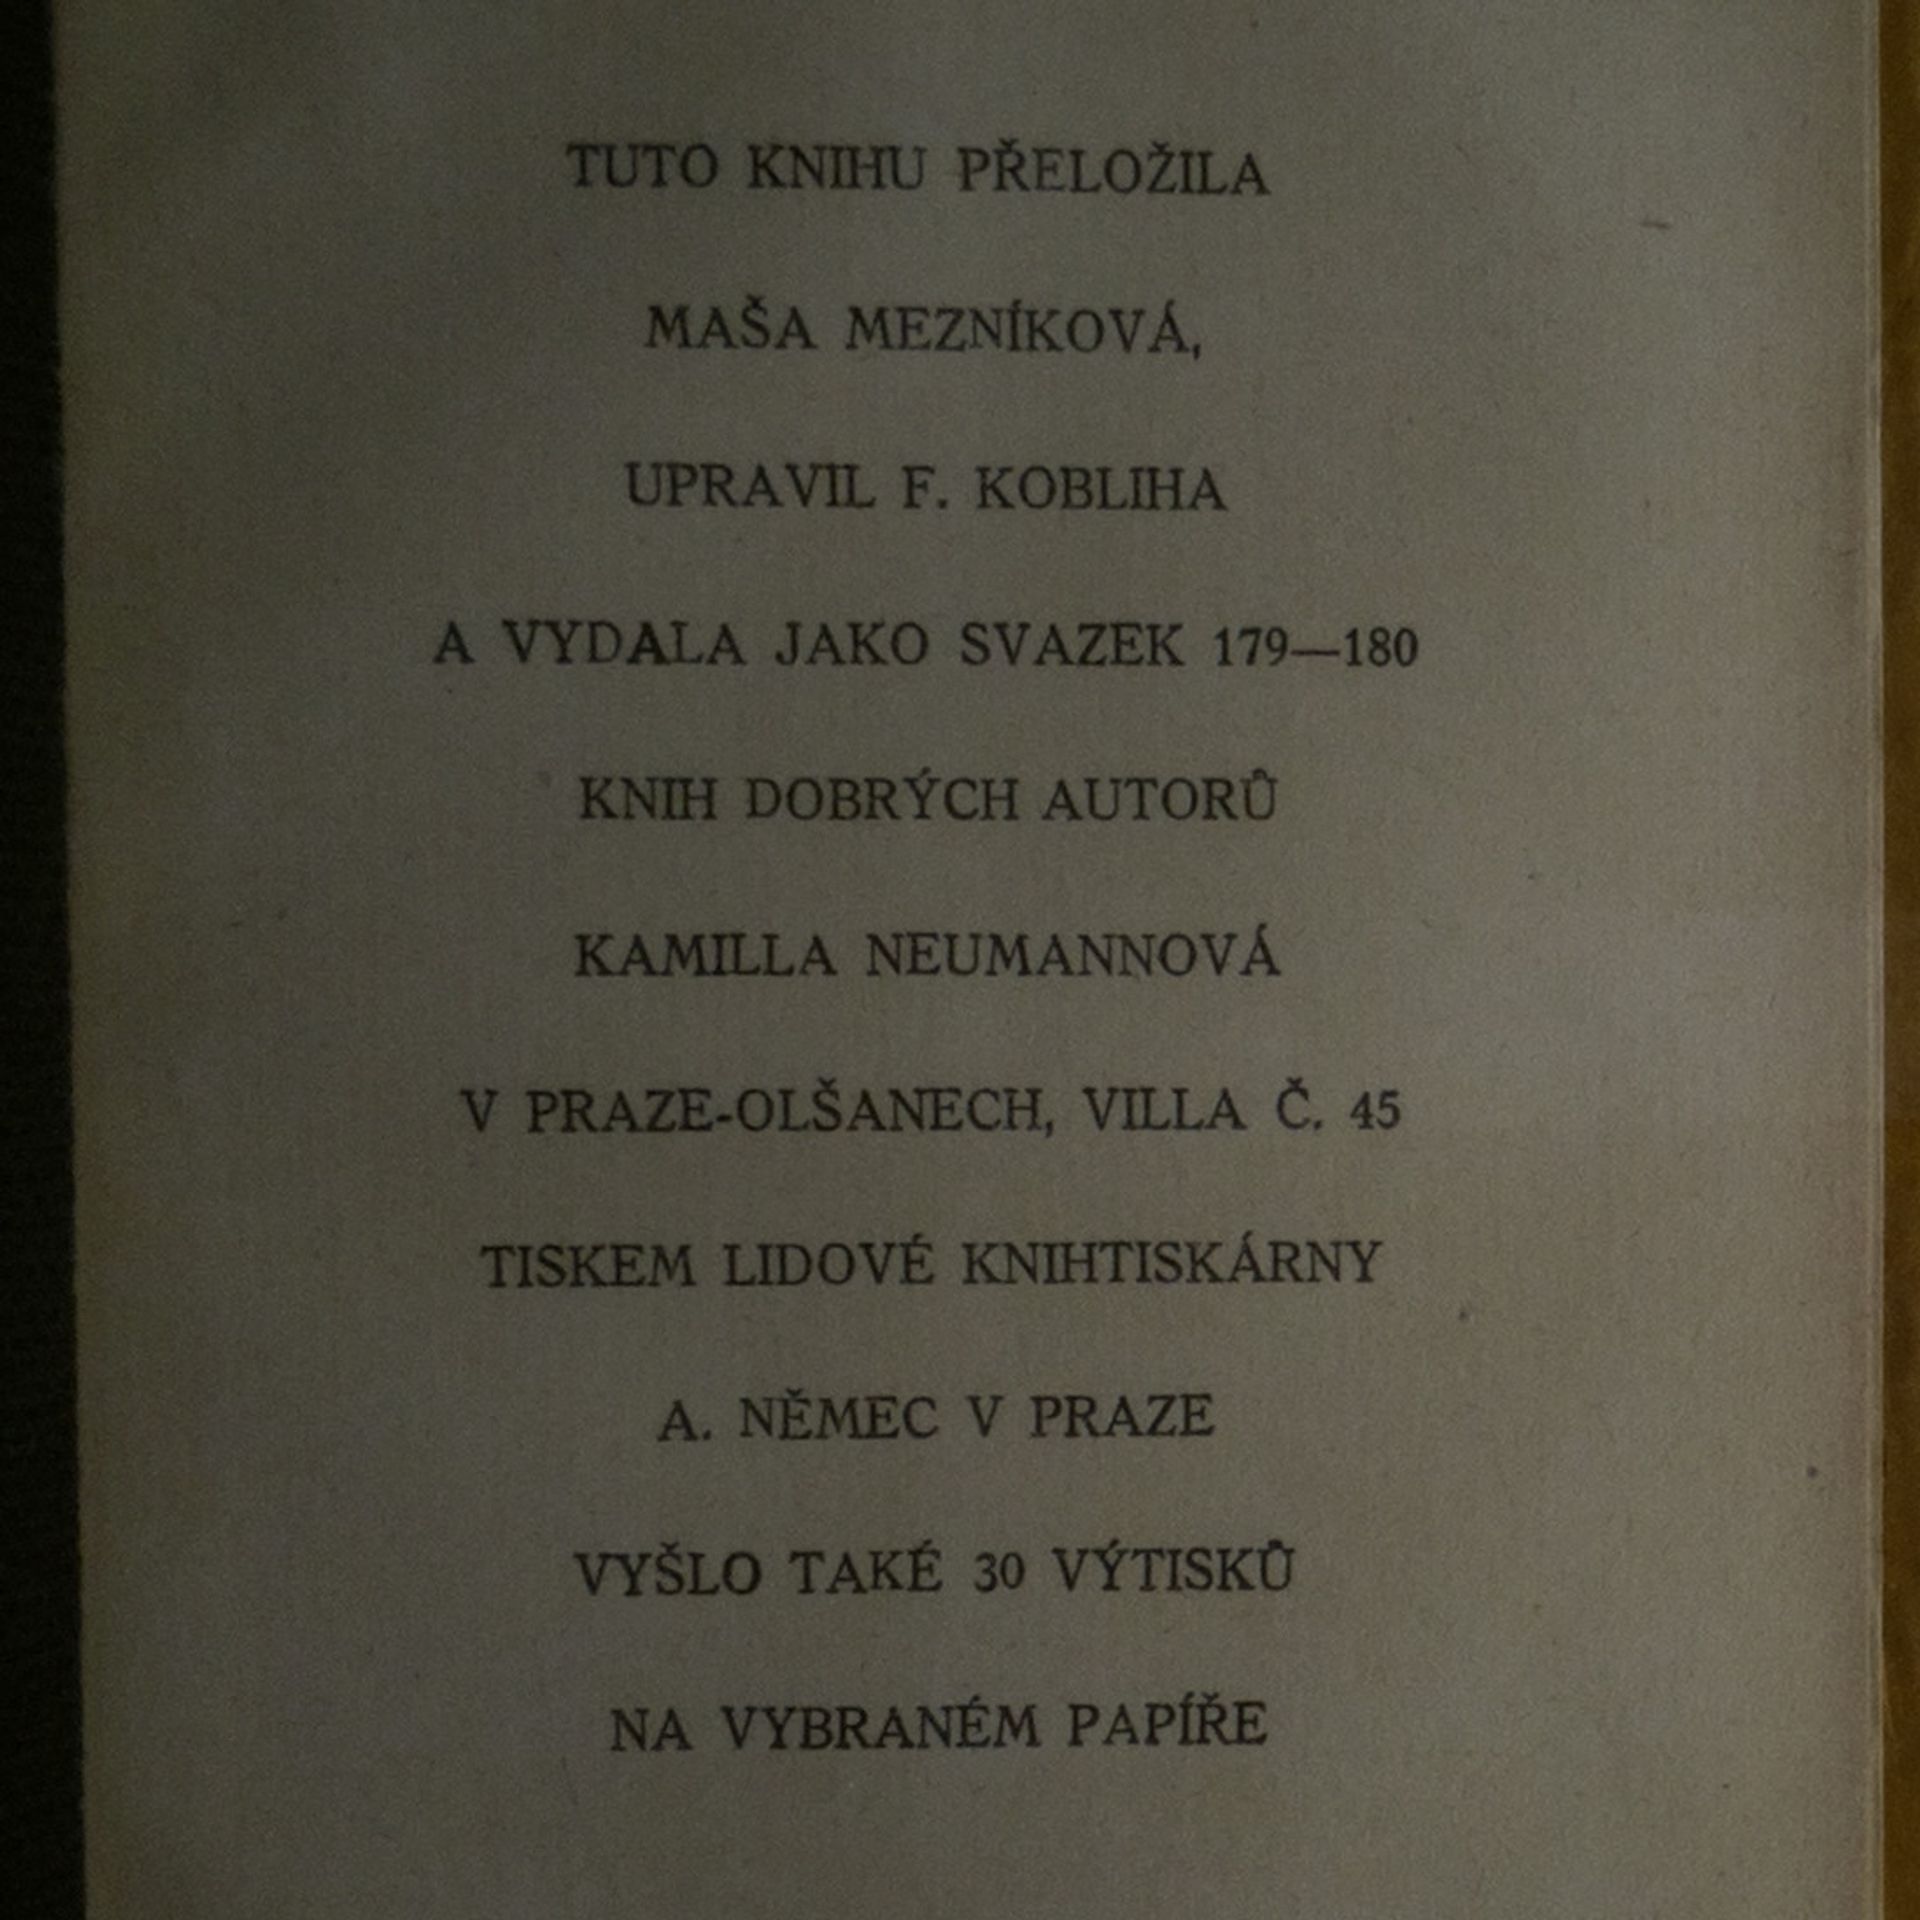 TUTO KNIHU PŘELOŽILA
MAŠA MEZNÍKOVÁ,
UPRAVIL F. KOBLIHA
A VYDALA JAKO SVAZEK 179—180
KNIH DOBRÝCH AUTORŮ
KAMILLA NEUMANNOVÁ
V PRAZE-OLŠANECH, VILLA Č. 45
TISKEM LIDOVÉ KNIHTISKÁRNY
A. NĚMEC V PRAZE
VYŠLO TAKÉ 30 VÝTISKŮ
NA VYBRANÉM PAPÍŘE